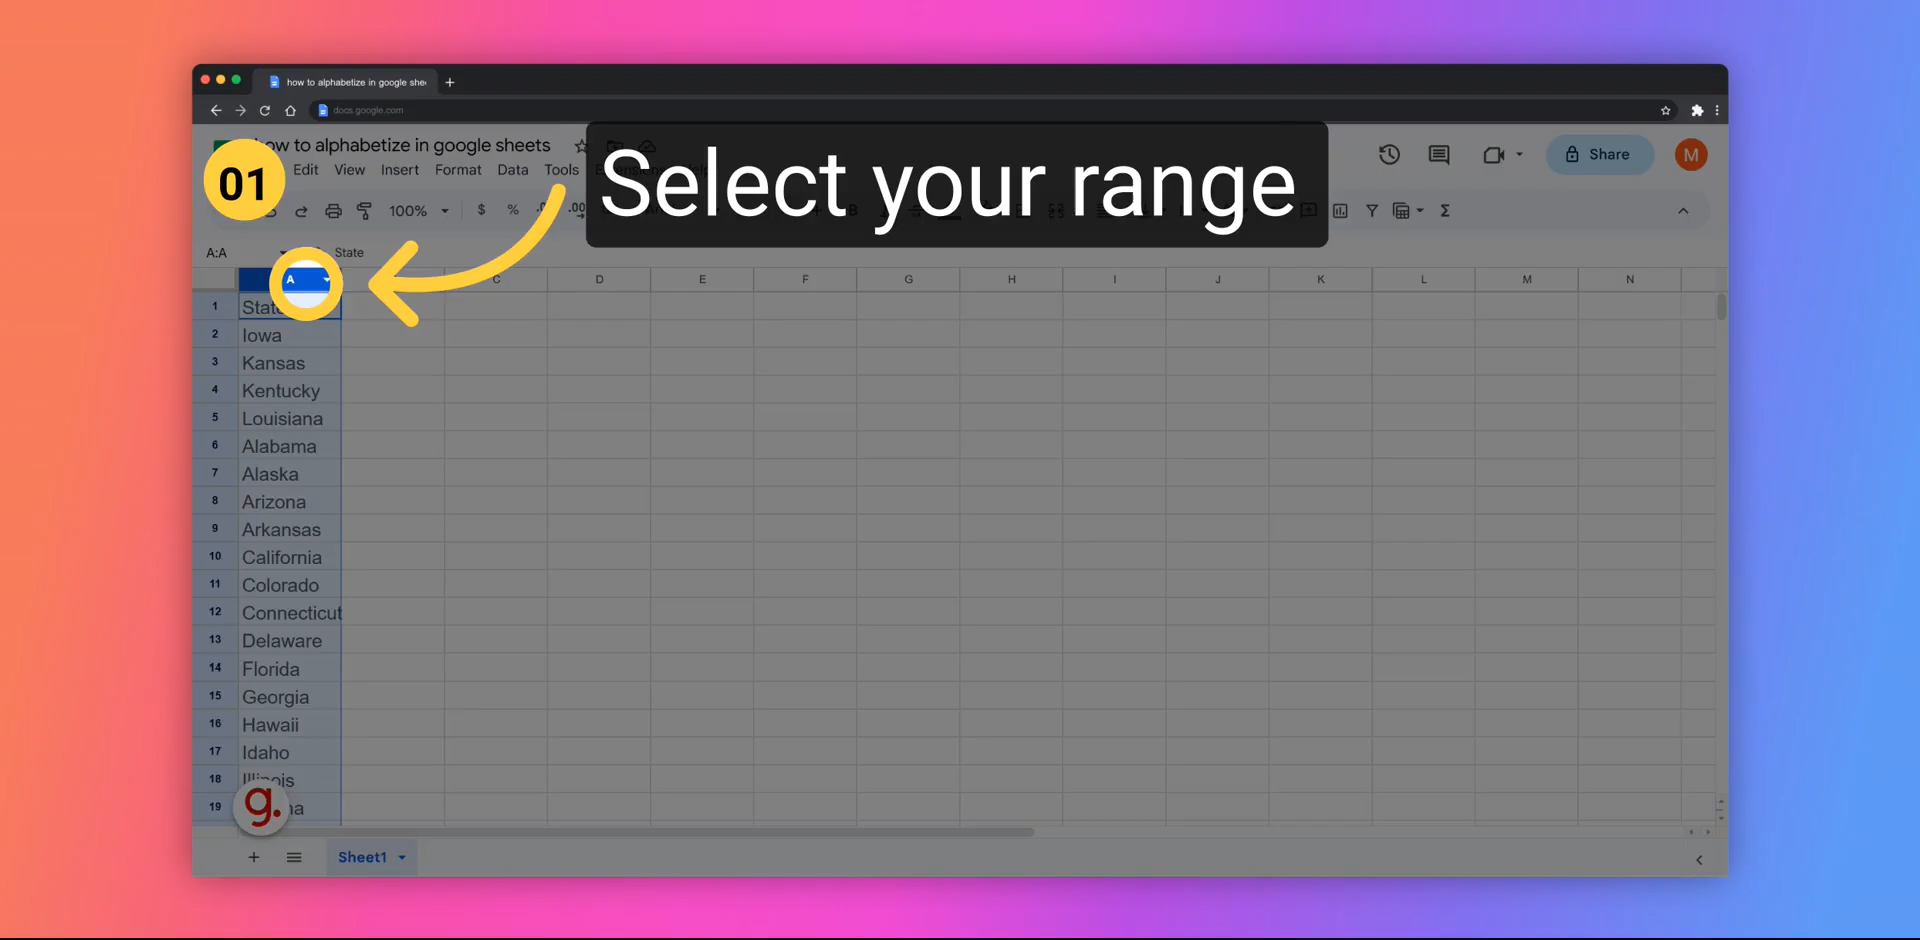 how to alphabetize in google she
docs.google.com
how to alphabetize in google sheets
01
Edit View Insert Format Data Tools
Select your range
Share
M
100% $ %
A:A
State
A C D E F G H I J K L M N
1
2 Iowa
3 Kansas
4 Kentucky
5 Louisiana
6 Alabama
7 Alaska
8 Arizona
9 Arkansas
10 California
11 Colorado
12 Connecticut
13 Delaware
14 Florida
15 Georgia
16 Hawaii
17 Idaho
18 Illinois
19
g.
Sheet1